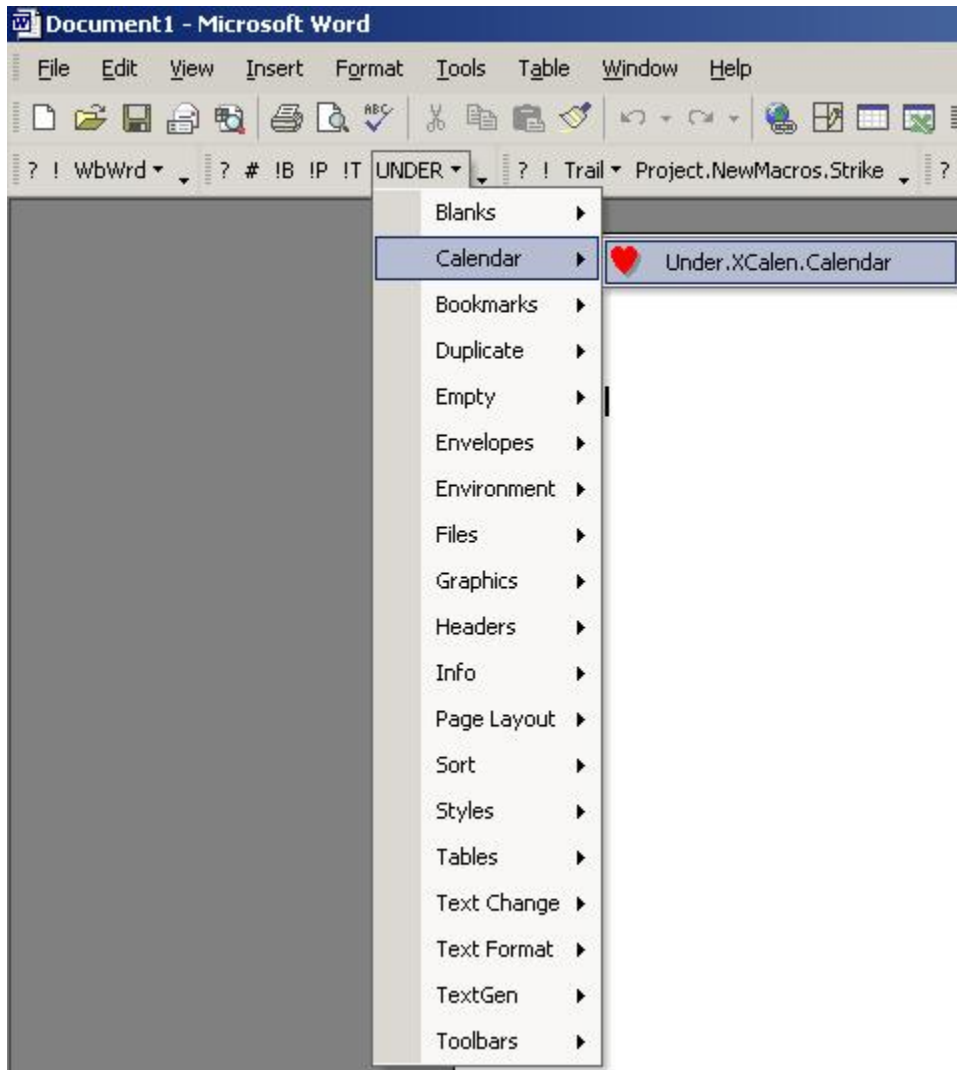 Document1 - Microsoft Word
File Edit View Insert Format Tools Table Window Help
ABC
? ! WbWrd ? # !B !P !T UNDER ? ! Trail Project.NewMacros.Strike ?
Blanks
Calendar Under.XCalen.Calendar
Bookmarks
Duplicate
Empty
Envelopes
Environment
Files
Graphics
Headers
Info
Page Layout
Sort
Styles
Tables
Text Change
Text Format
TextGen
Toolbars